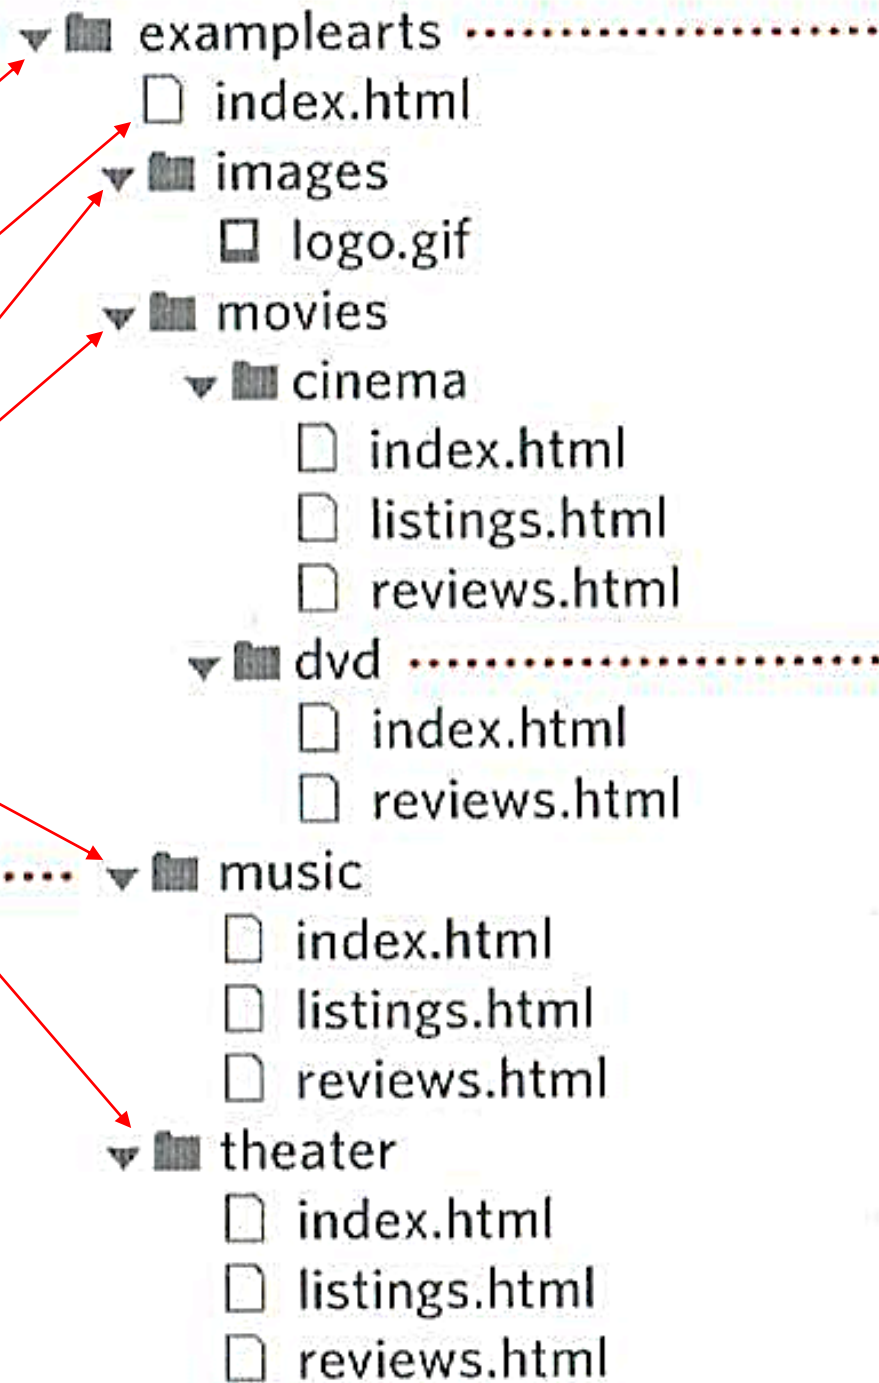 examplearts
index.html
images
logo.gif
movies
cinema
index.html
listings.html
reviews.html
dvd
index.html
reviews.html
music
index.html
listings.html
reviews.html
theater
index.html
listings.html
reviews.html